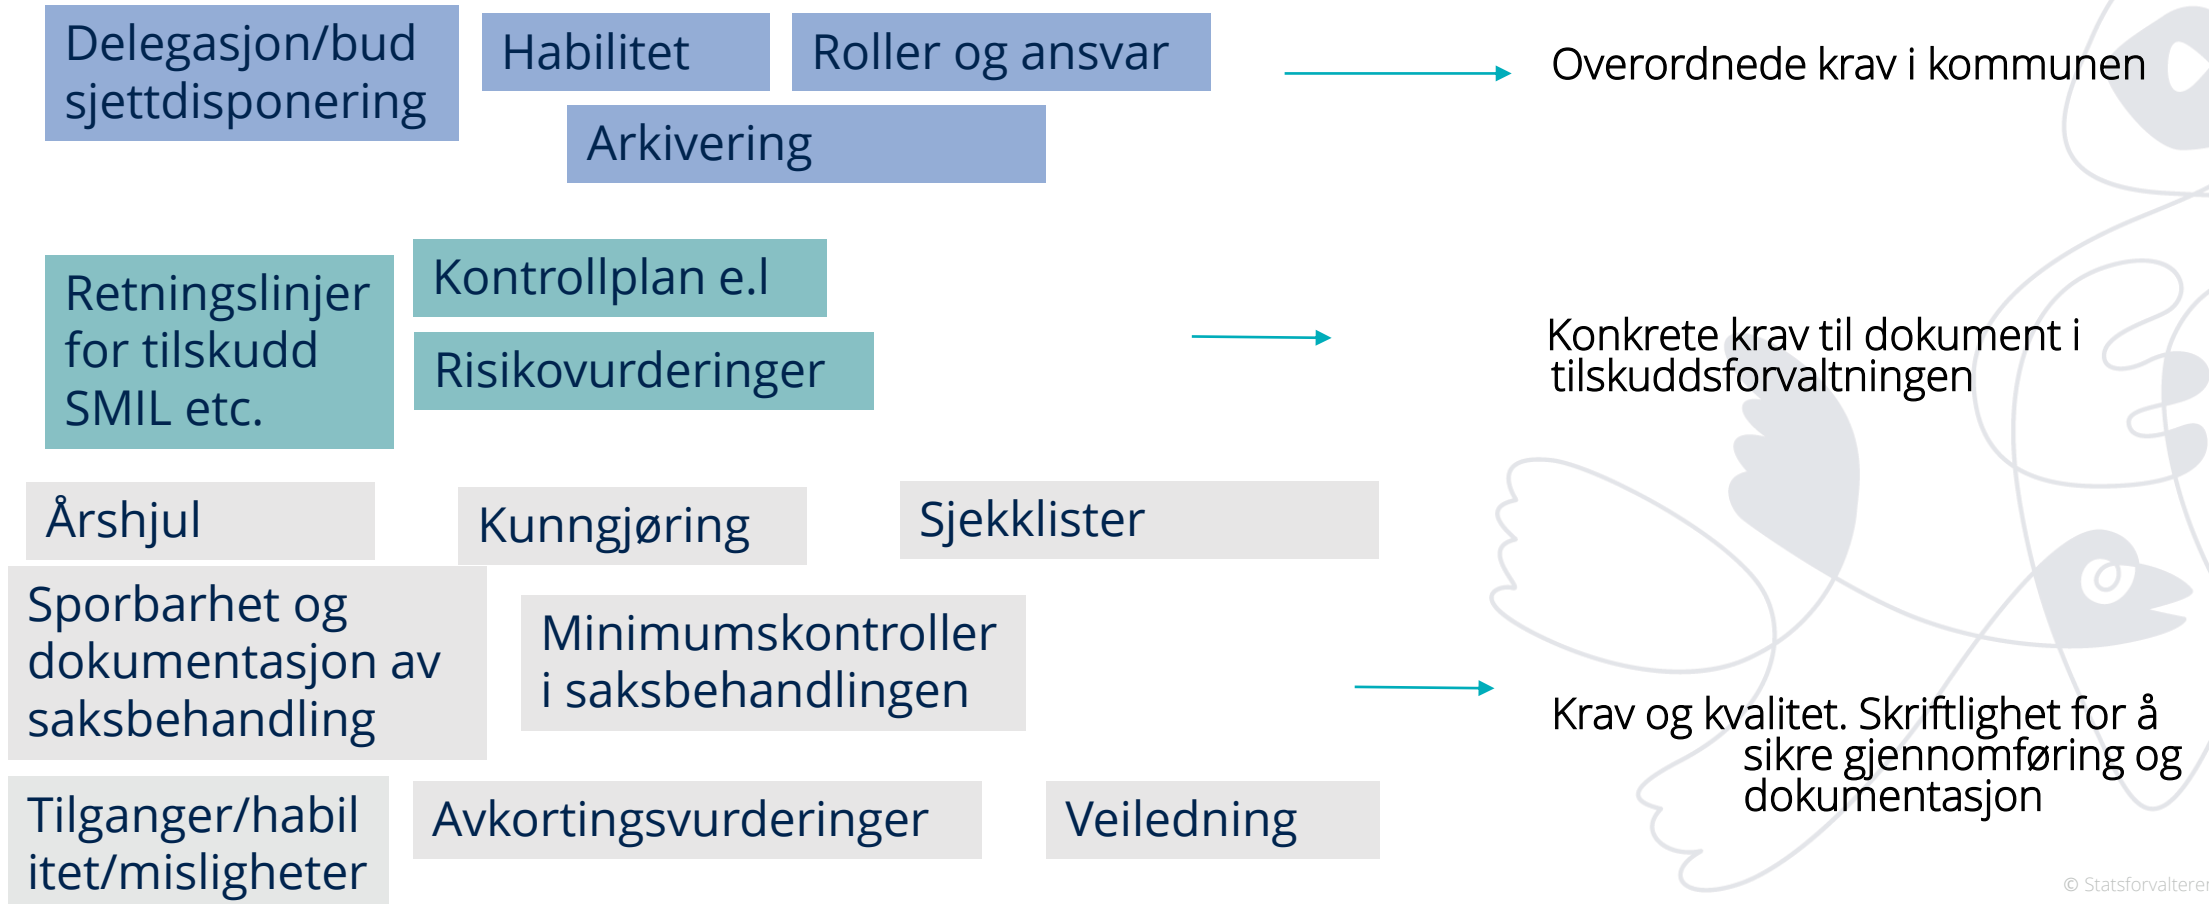 Delegasjon/bud
sjettdisponering
Habilitet
Roller og ansvar
Arkivering
Overordnede krav i kommunen
Retningslinjer
for tilskudd
SMIL etc.
Kontrollplan e.l
Risikovurderinger
Konkrete krav til dokument i
tilskuddsforvaltningen
Årshjul
Kunngjøring
Sjekklister
Sporbarhet og
dokumentasjon av
saksbehandling
Minimumskontroller
i saksbehandlingen
Krav og kvalitet. Skriftlighet for å
sikre gjennomføring og
dokumentasjon
Tilganger/habil
itet/misligheter
Avkortingsvurderinger
Veiledning
© Statsforvalteren